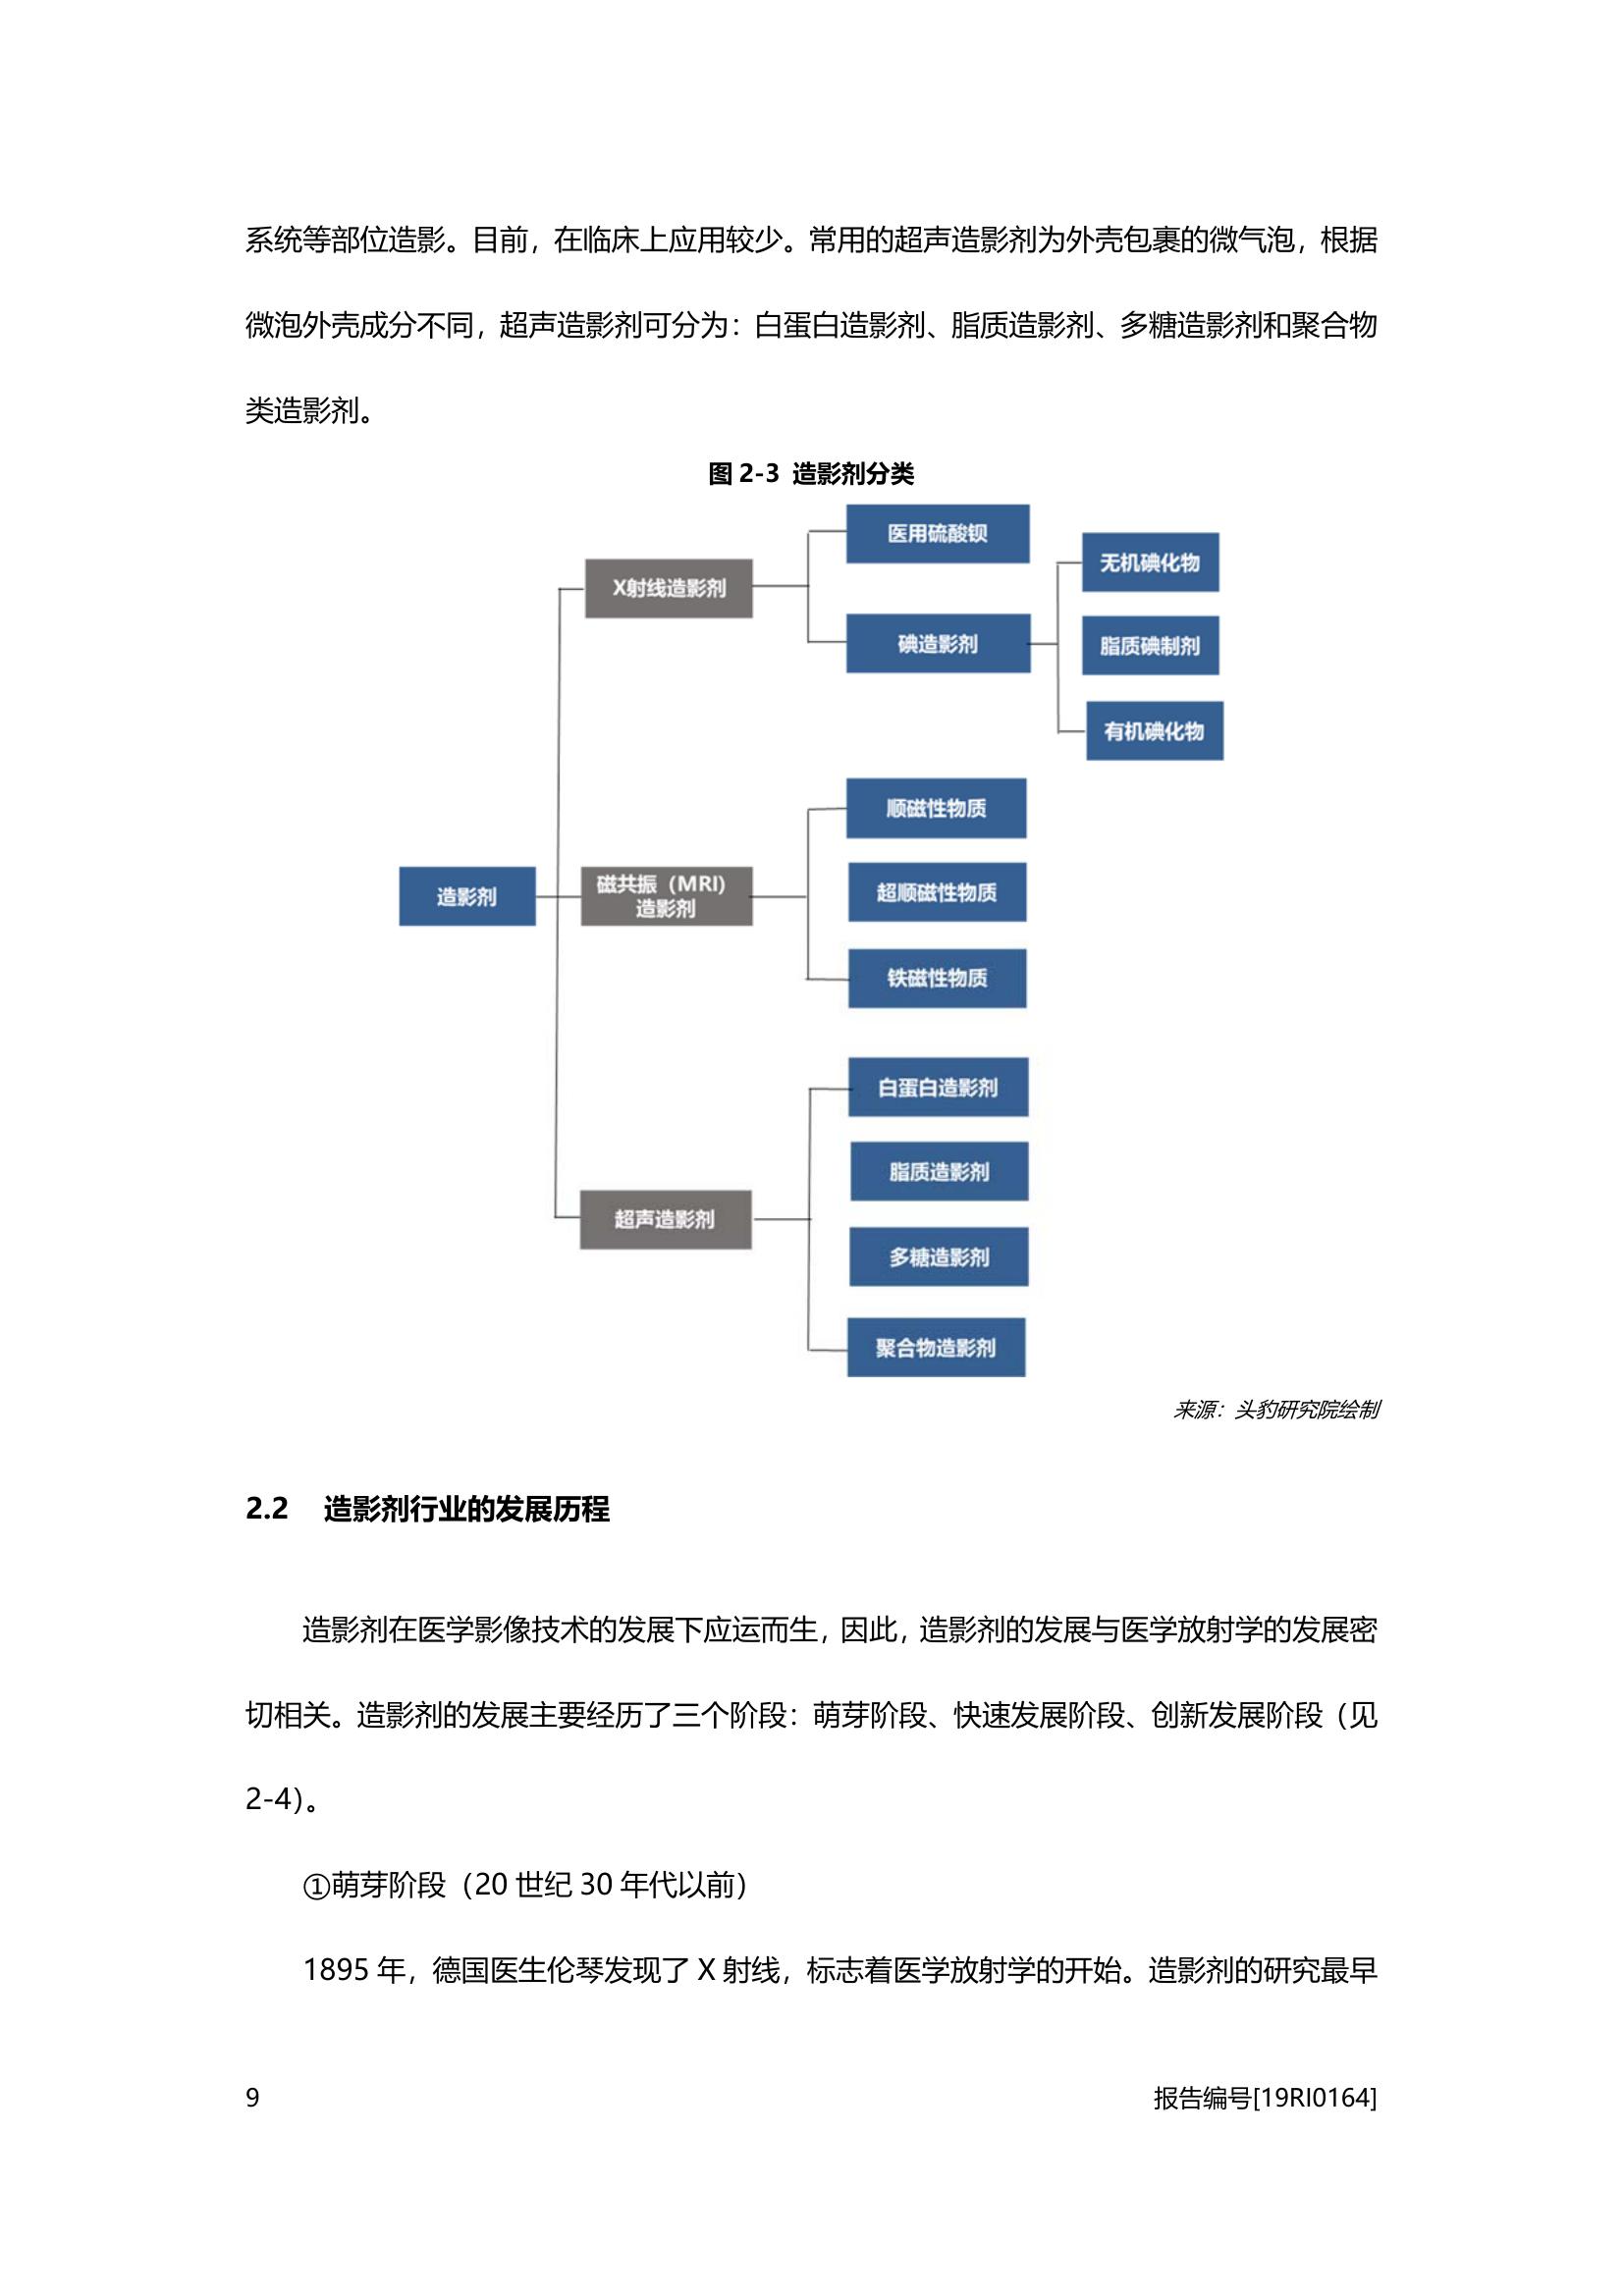 系统等部位造影。目前，在临床上应用较少。常用的超声造影剂为外壳包裹的微气泡，根据
微泡外壳成分不同，超声造影剂可分为：白蛋白造影剂、脂质造影剂、多糖造影剂和聚合物
类造影剂。
图 2-3 造影剂分类
医用硫酸钡
无机碘化物
X射线造影剂
碘造影剂
脂质碘制剂
有机碘化物
顺磁性物质
造影剂
磁共振（MRI)
造影剂
超顺磁性物质
铁磁性物质
白蛋白造影剂
脂质造影剂
超声造影剂
多糖造影剂
聚合物造影剂
来源：头豹研究院绘制
2.2 造影剂行业的发展历程
造影剂在医学影像技术的发展下应运而生，因此，造影剂的发展与医学放射学的发展密
切相关。造影剂的发展主要经历了三个阶段：萌芽阶段、快速发展阶段、创新发展阶段（见
2-4）。
①萌芽阶段（20 世纪 30 年代以前）
1895 年，德国医生伦琴发现了 X 射线，标志着医学放射学的开始。造影剂的研究最早
9
报告编号[19RI0164]